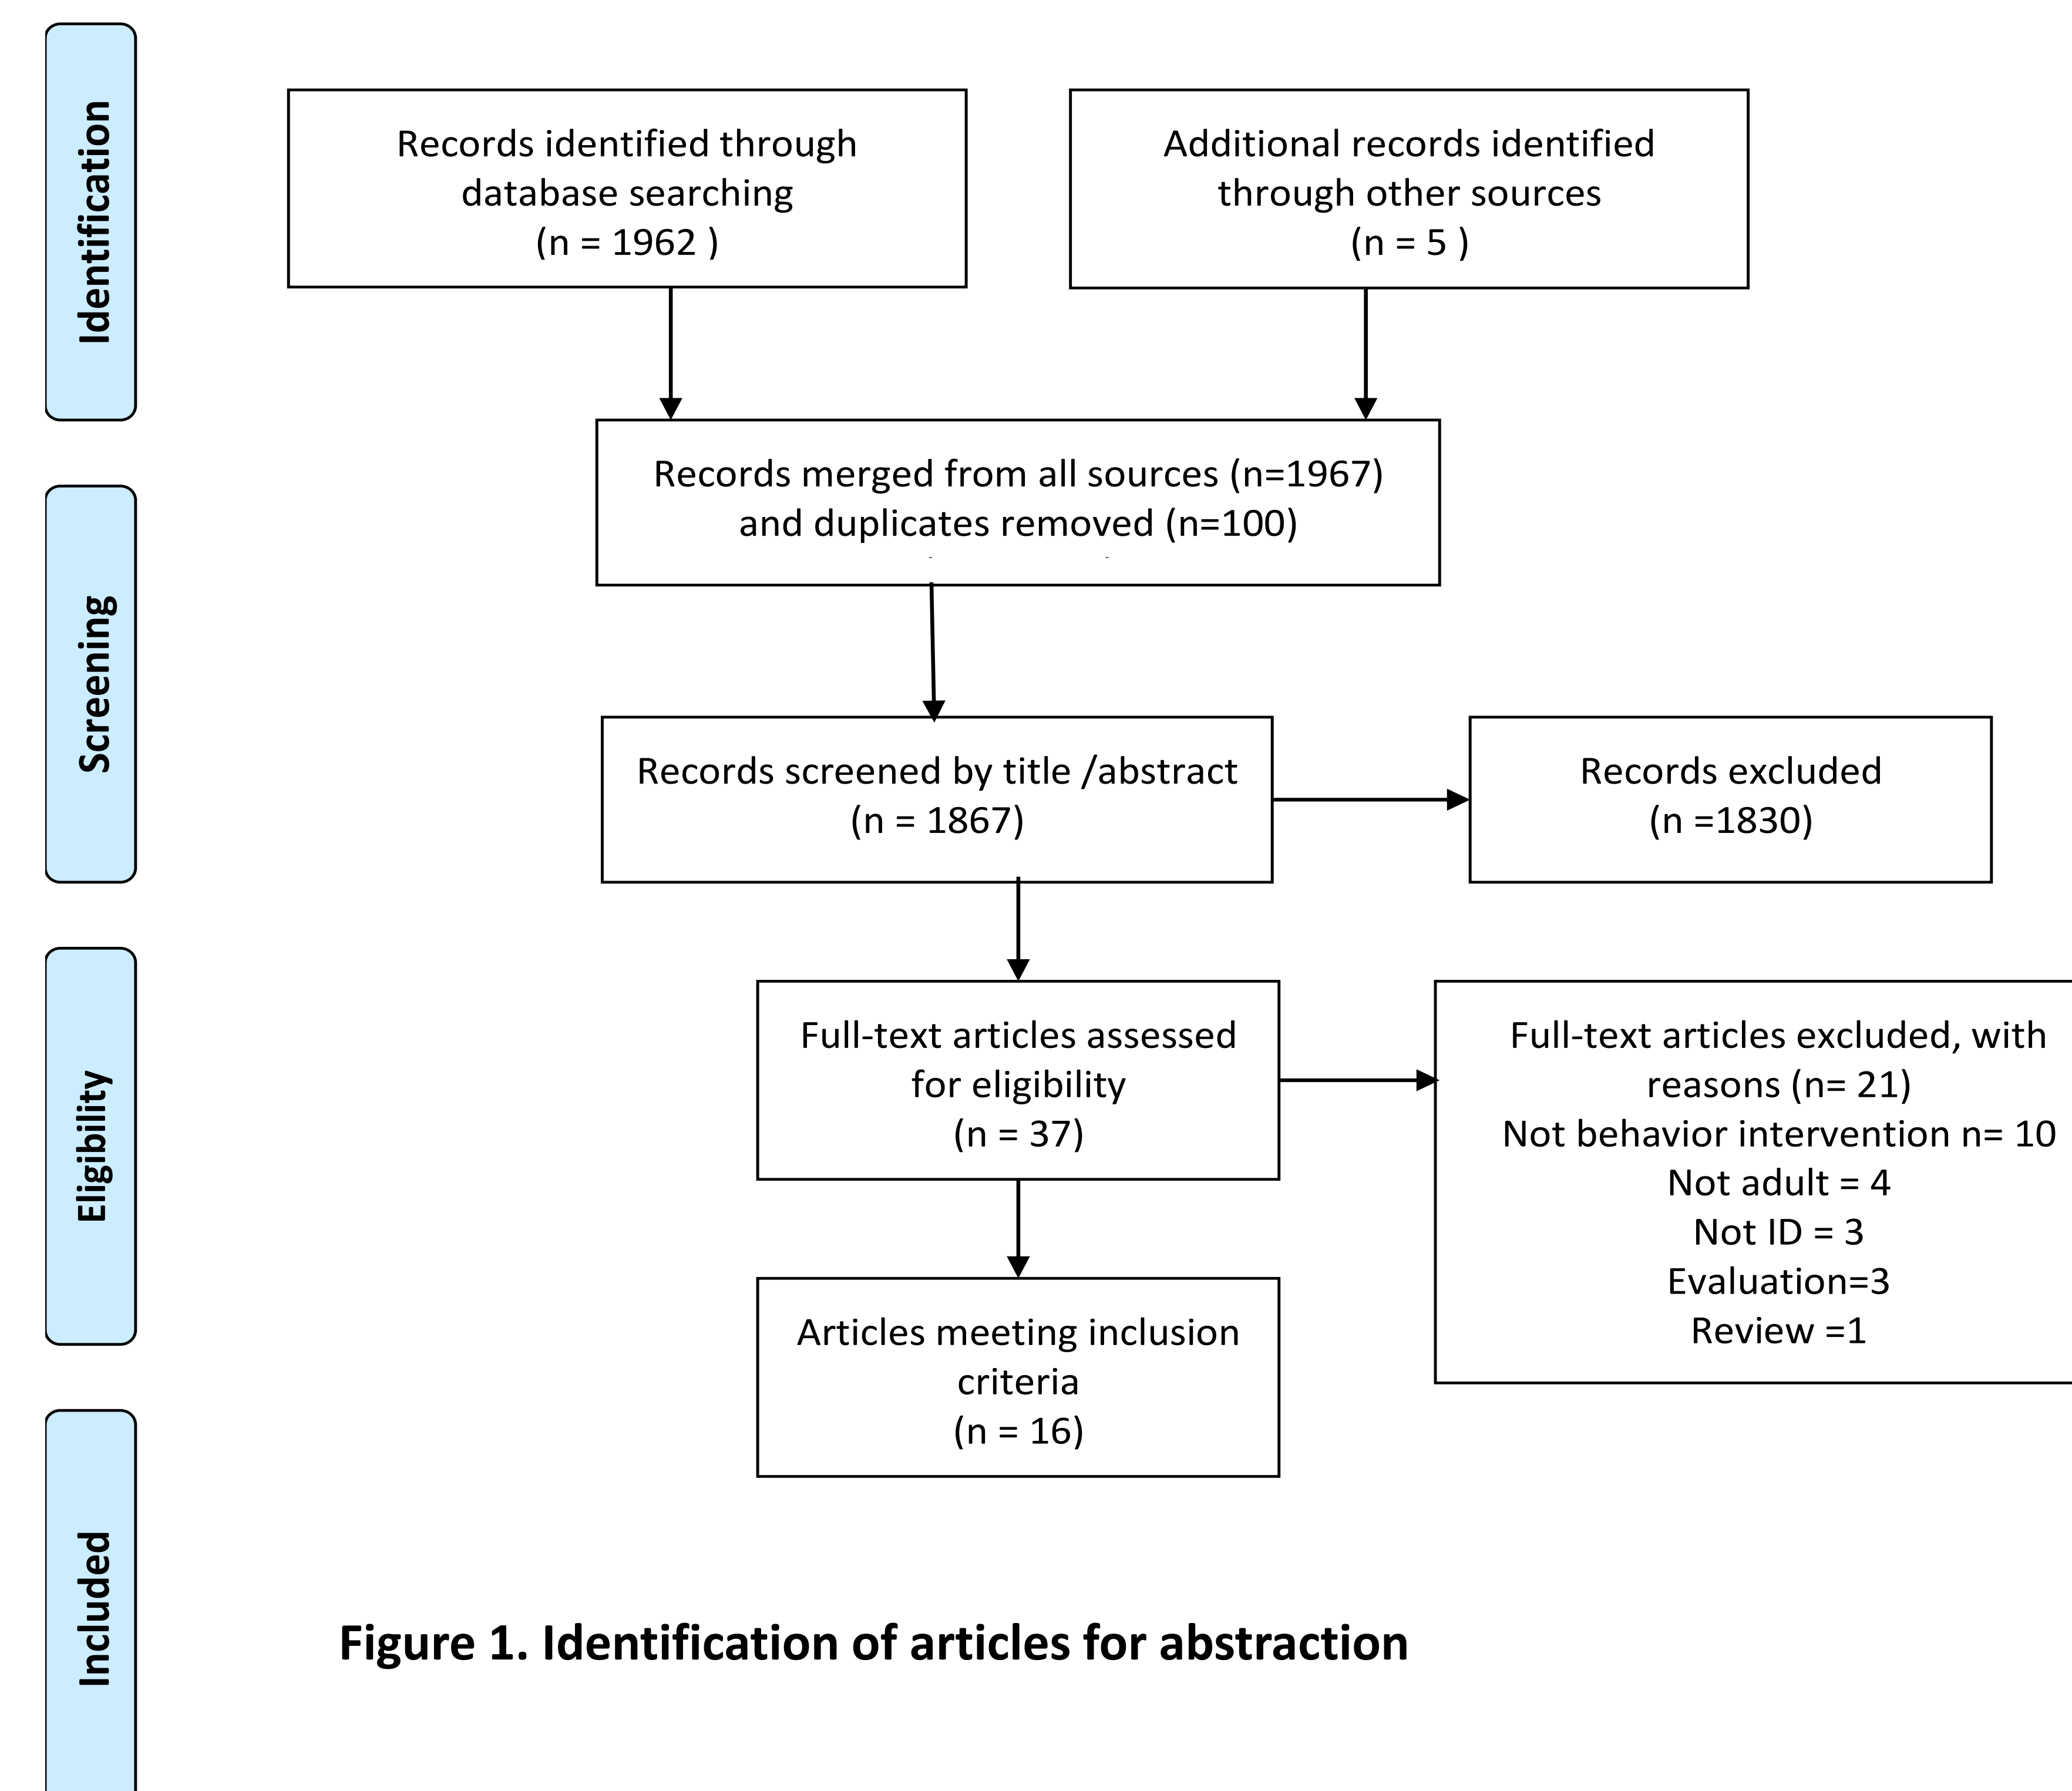 Identification
Records identified through
database searching
(n = 1962 )
Additional records identified
through other sources
(n = 5 )
Records merged from all sources (n=1967)
and duplicates removed (n=100)
Screening
Records screened by title /abstract
(n = 1867)
Records excluded
(n =1830)
Eligibility
Full-text articles assessed
for eligibility
(n = 37)
Full-text articles excluded, with
reasons (n= 21)
Not behavior intervention n= 10
Not adult = 4
Not ID = 3
Evaluation=3
Review =1
Articles meeting inclusion
criteria
(n = 16)
Included
Figure 1. Identification of articles for abstraction